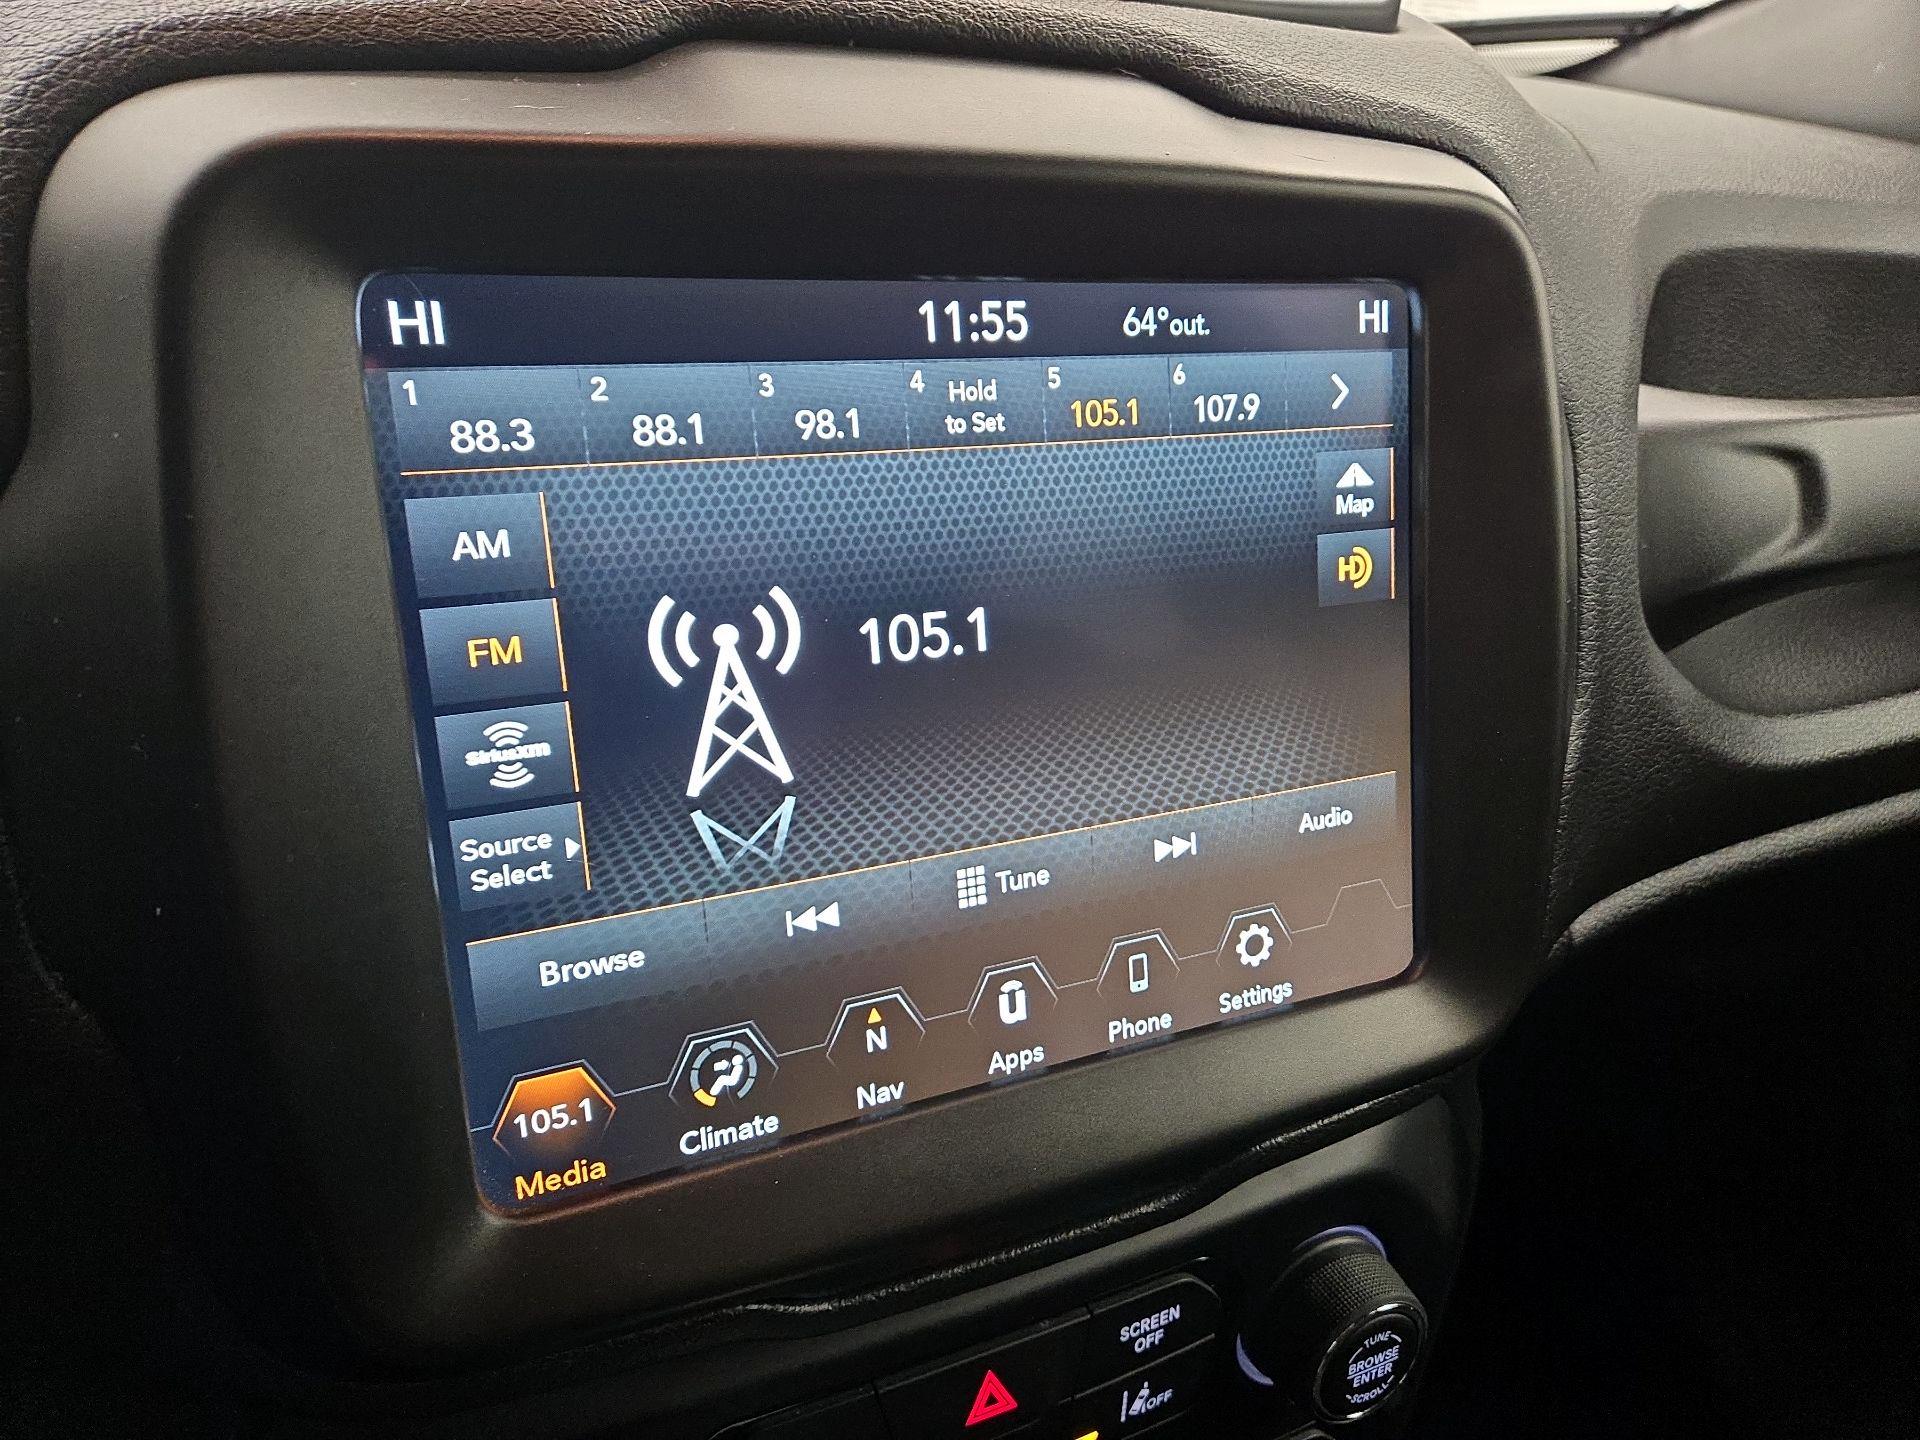 HI 11:55 64°out. HI
1 88.3
2 88.1
3 98.1
4 Hold
to Set
5 105.1
6 107.9
AM
FM
SiriusXM
Source
Select
105.1
Map
HD
Browse
Tune
Audio
105.1
Media
Climate
N
Nav
Apps
Phone
Settings
SCREEN
OFF
OFF
TUNE
BROWSE
ENTER
SCROLL